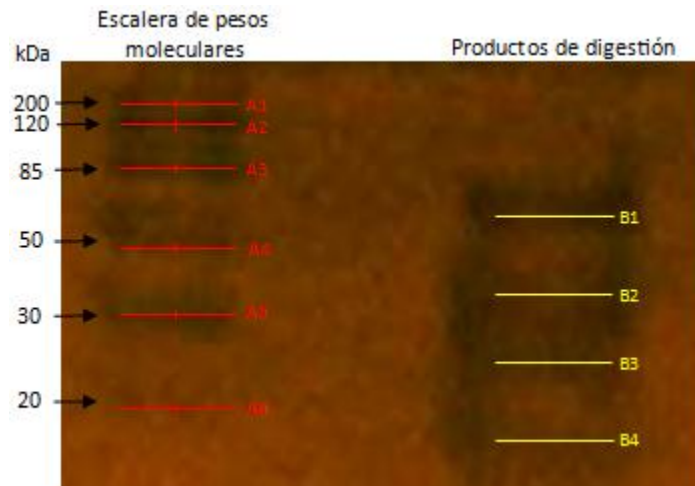 Escalera de pesos
moleculares
Productos de digestión
kDa
200
A1
120
A2
85
A3
B1
50
A4
B2
30
A5
B3
20
A6
B4